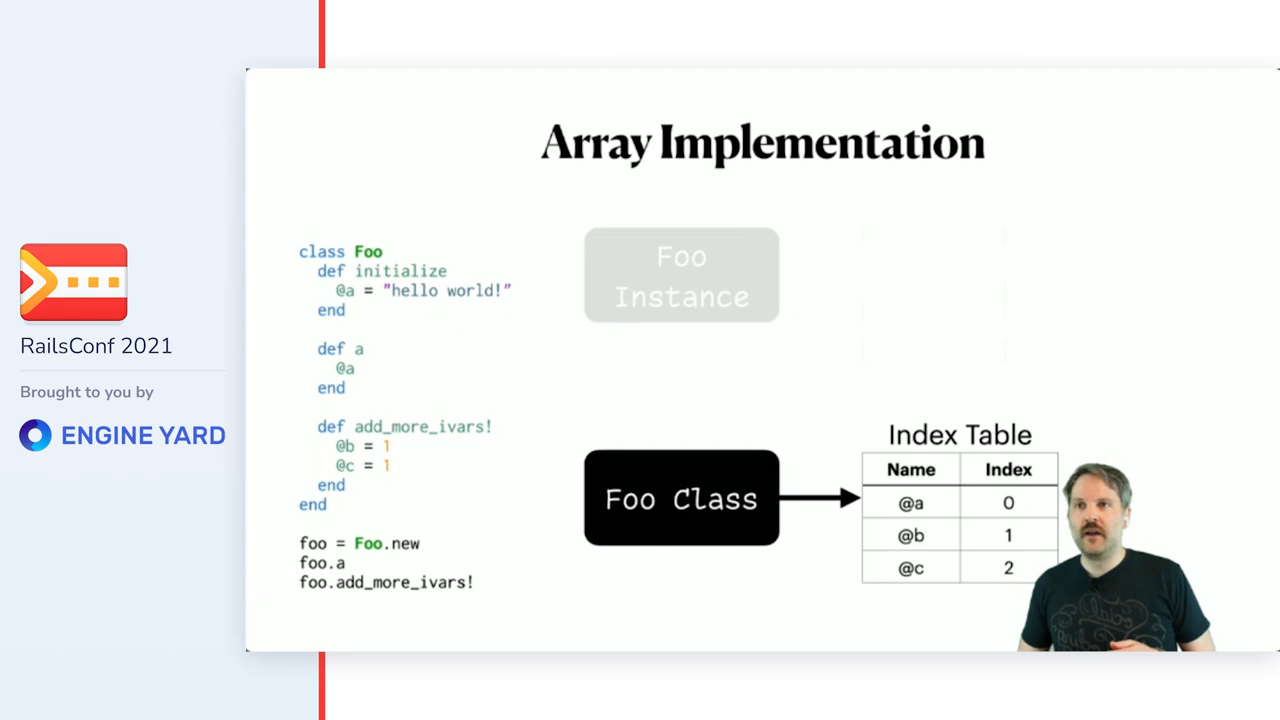 Array Implementation
class Foo
  def initialize
    @a = "hello world!"
  end

  def a
    @a
  end

  def add_more_ivars!
    @b = 1
    @c = 1
  end
end

foo = Foo.new
foo.a
foo.add_more_ivars!
Foo
Instance
Foo Class
Index Table
Name Index
@a 0
@b 1
@c 2
RailsConf 2021
Brought to you by
ENGINE YARD